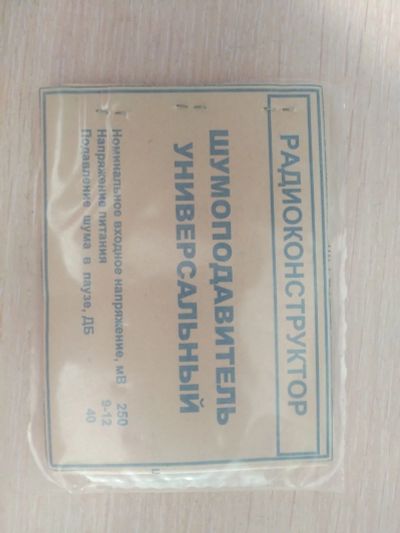 РАДИОКОНСТРУКТОР
ШУМОПОДАВИТЕЛЬ
УНИВЕРСАЛЬНЫЙ
Номинальное входное напряжение, мВ 250
Напряжение питания 9-12
Подавление шума в паузе, ДБ 40